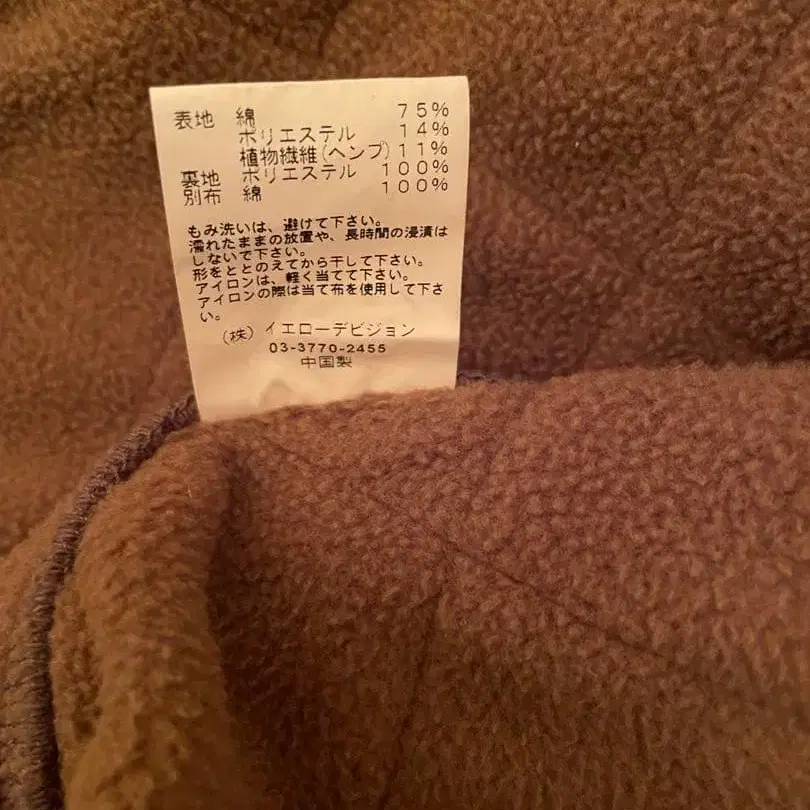 表地 綿 75%
ポリエステル 14%
植物繊維(ヘンプ)11%
裏地 ポリエステル 100%
別布 綿 100%
もみ洗いは、避けて下さい。
濡れたままの放置や、長時間の浸漬は
しないで下さい。
形をととのえてから干して下さい。
アイロンは、軽く当てて下さい。
アイロンの際は当て布を使用して下さ
い。
(株)イエローデビジョン
03-3770-2455
中国製